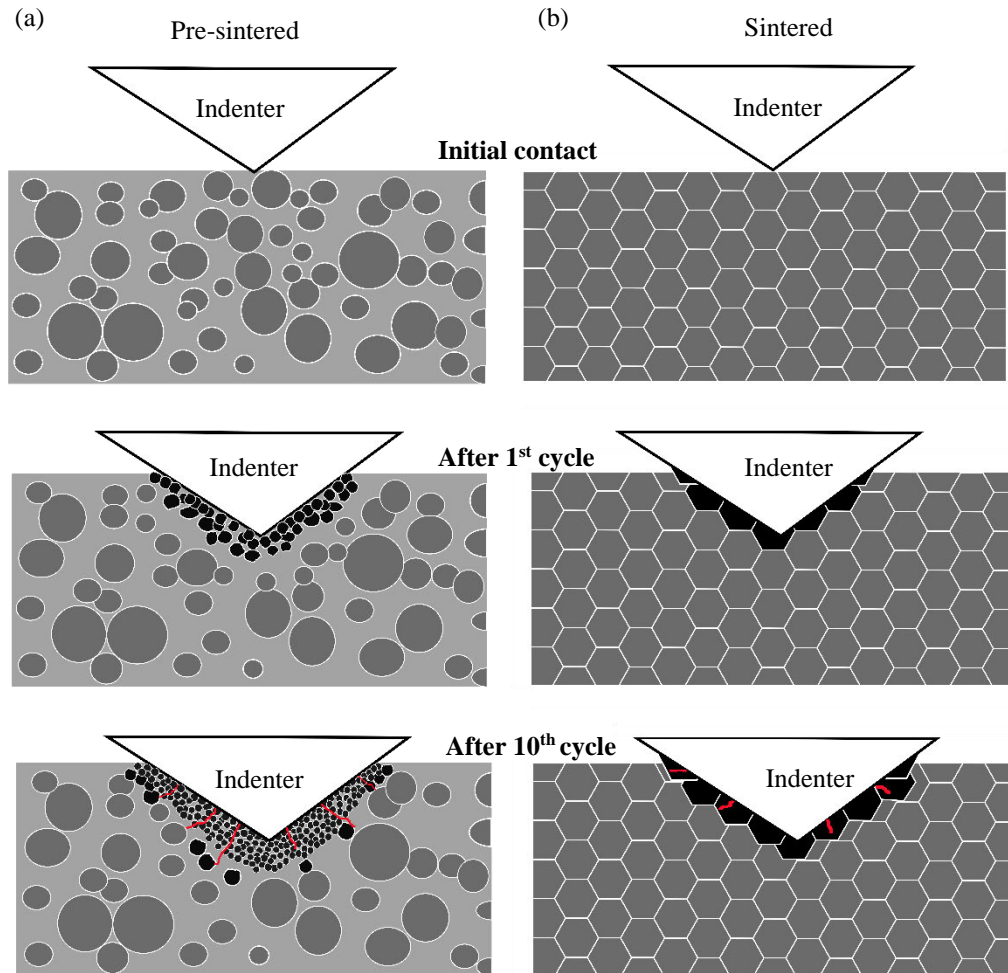 (a)
(b)
Pre-sintered
Sintered
Indenter
Indenter
Initial contact
Indenter
Indenter
After 1st cycle
Indenter
Indenter
After 10th cycle